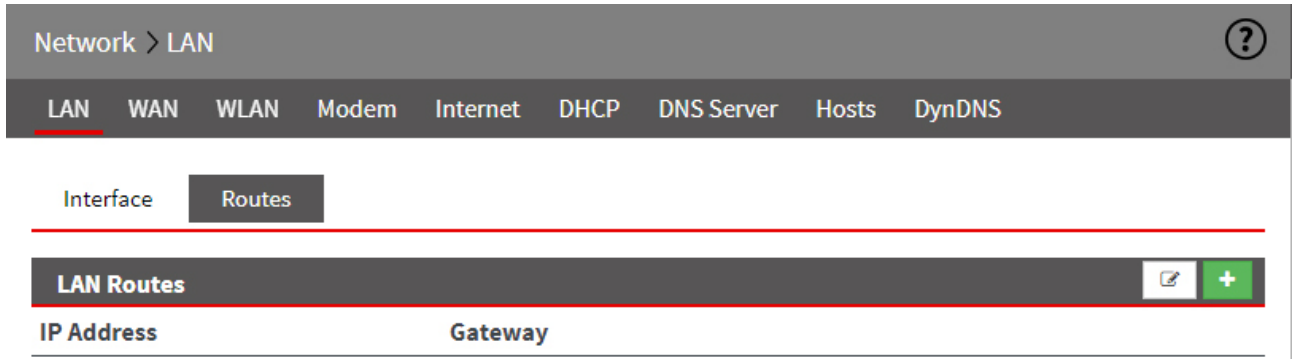 Network > LAN
?
LAN WAN WLAN Modem Internet DHCP DNS Server Hosts DynDNS
Interface Routes
LAN Routes
IP Address Gateway